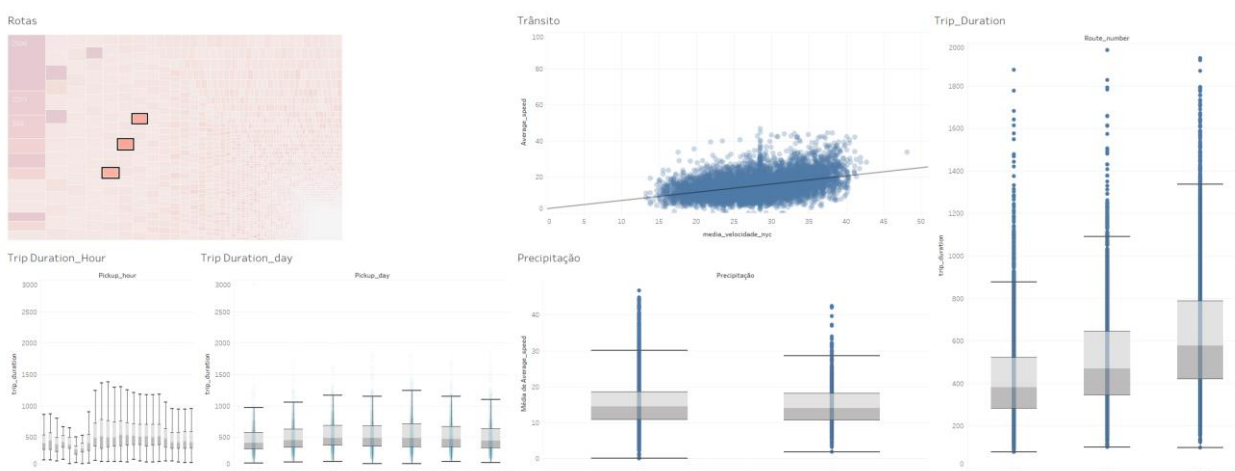 Rotas
Trânsito
100
80
60
40
20
0
Average_speed
0 5 10 15 20 25 30 35 40 45 50
media_velocidade_nyc
Trip_Duration
Route_number
2000
1800
1600
1400
1200
1000
800
600
400
200
0
trip_duration
Trip Duration_Hour
Pickup_hour
3000
2500
2000
1500
1000
500
0
trip_duration
Trip Duration_day
Pickup_day
3000
2500
2000
1500
1000
500
0
trip_duration
Precipitação
Precipitação
40
30
20
10
0
Média de Average_speed